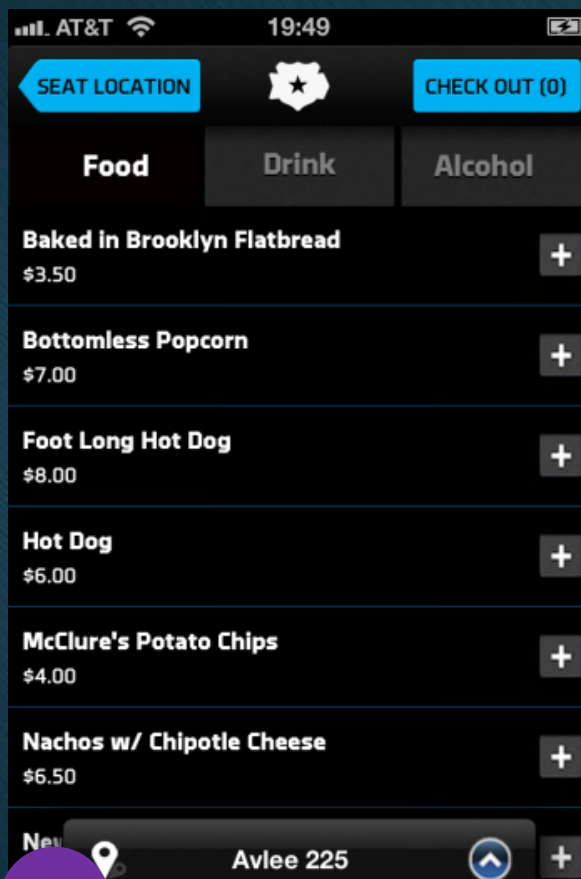 AT&T 19:49
SEAT LOCATION CHECK OUT (0)
Food Drink Alcohol
Baked in Brooklyn Flatbread
$3.50
Bottomless Popcorn
$7.00
Foot Long Hot Dog
$8.00
Hot Dog
$6.00
McClure's Potato Chips
$4.00
Nachos w/ Chipotle Cheese
$6.50
Avlee 225